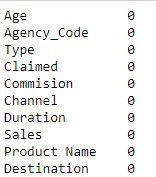 Age 0
Agency_Code 0
Type 0
Claimed 0
Commision 0
Channel 0
Duration 0
Sales 0
Product Name 0
Destination 0